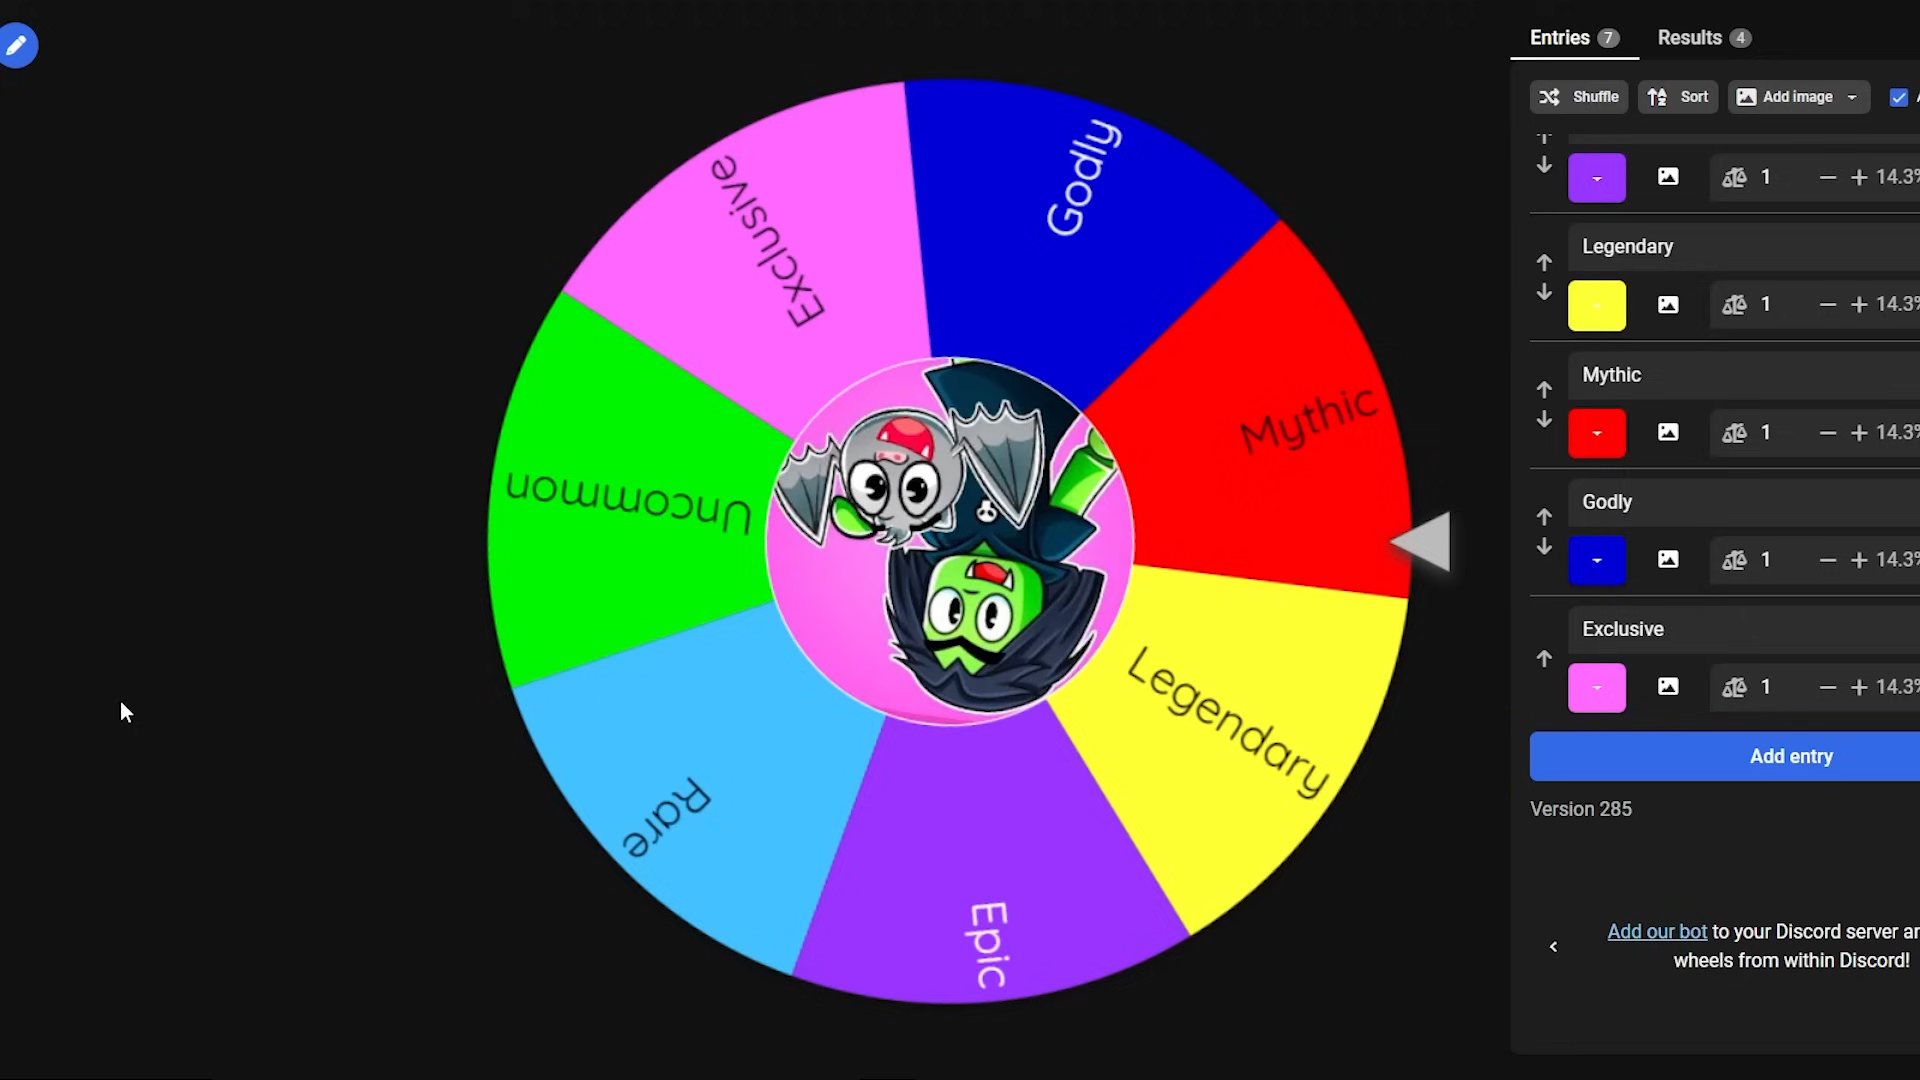 Entries 7 Results 4
Shuffle Sort Add image
1 14.3%
Legendary
1 14.3%
Mythic
1 14.3%
Godly
1 14.3%
Exclusive
1 14.3%
Add entry
Version 285
Add our bot to your Discord server
wheels from within Discord!
Godly
Mythic
Legendary
Epic
Rare
Uncommon
Exclusive